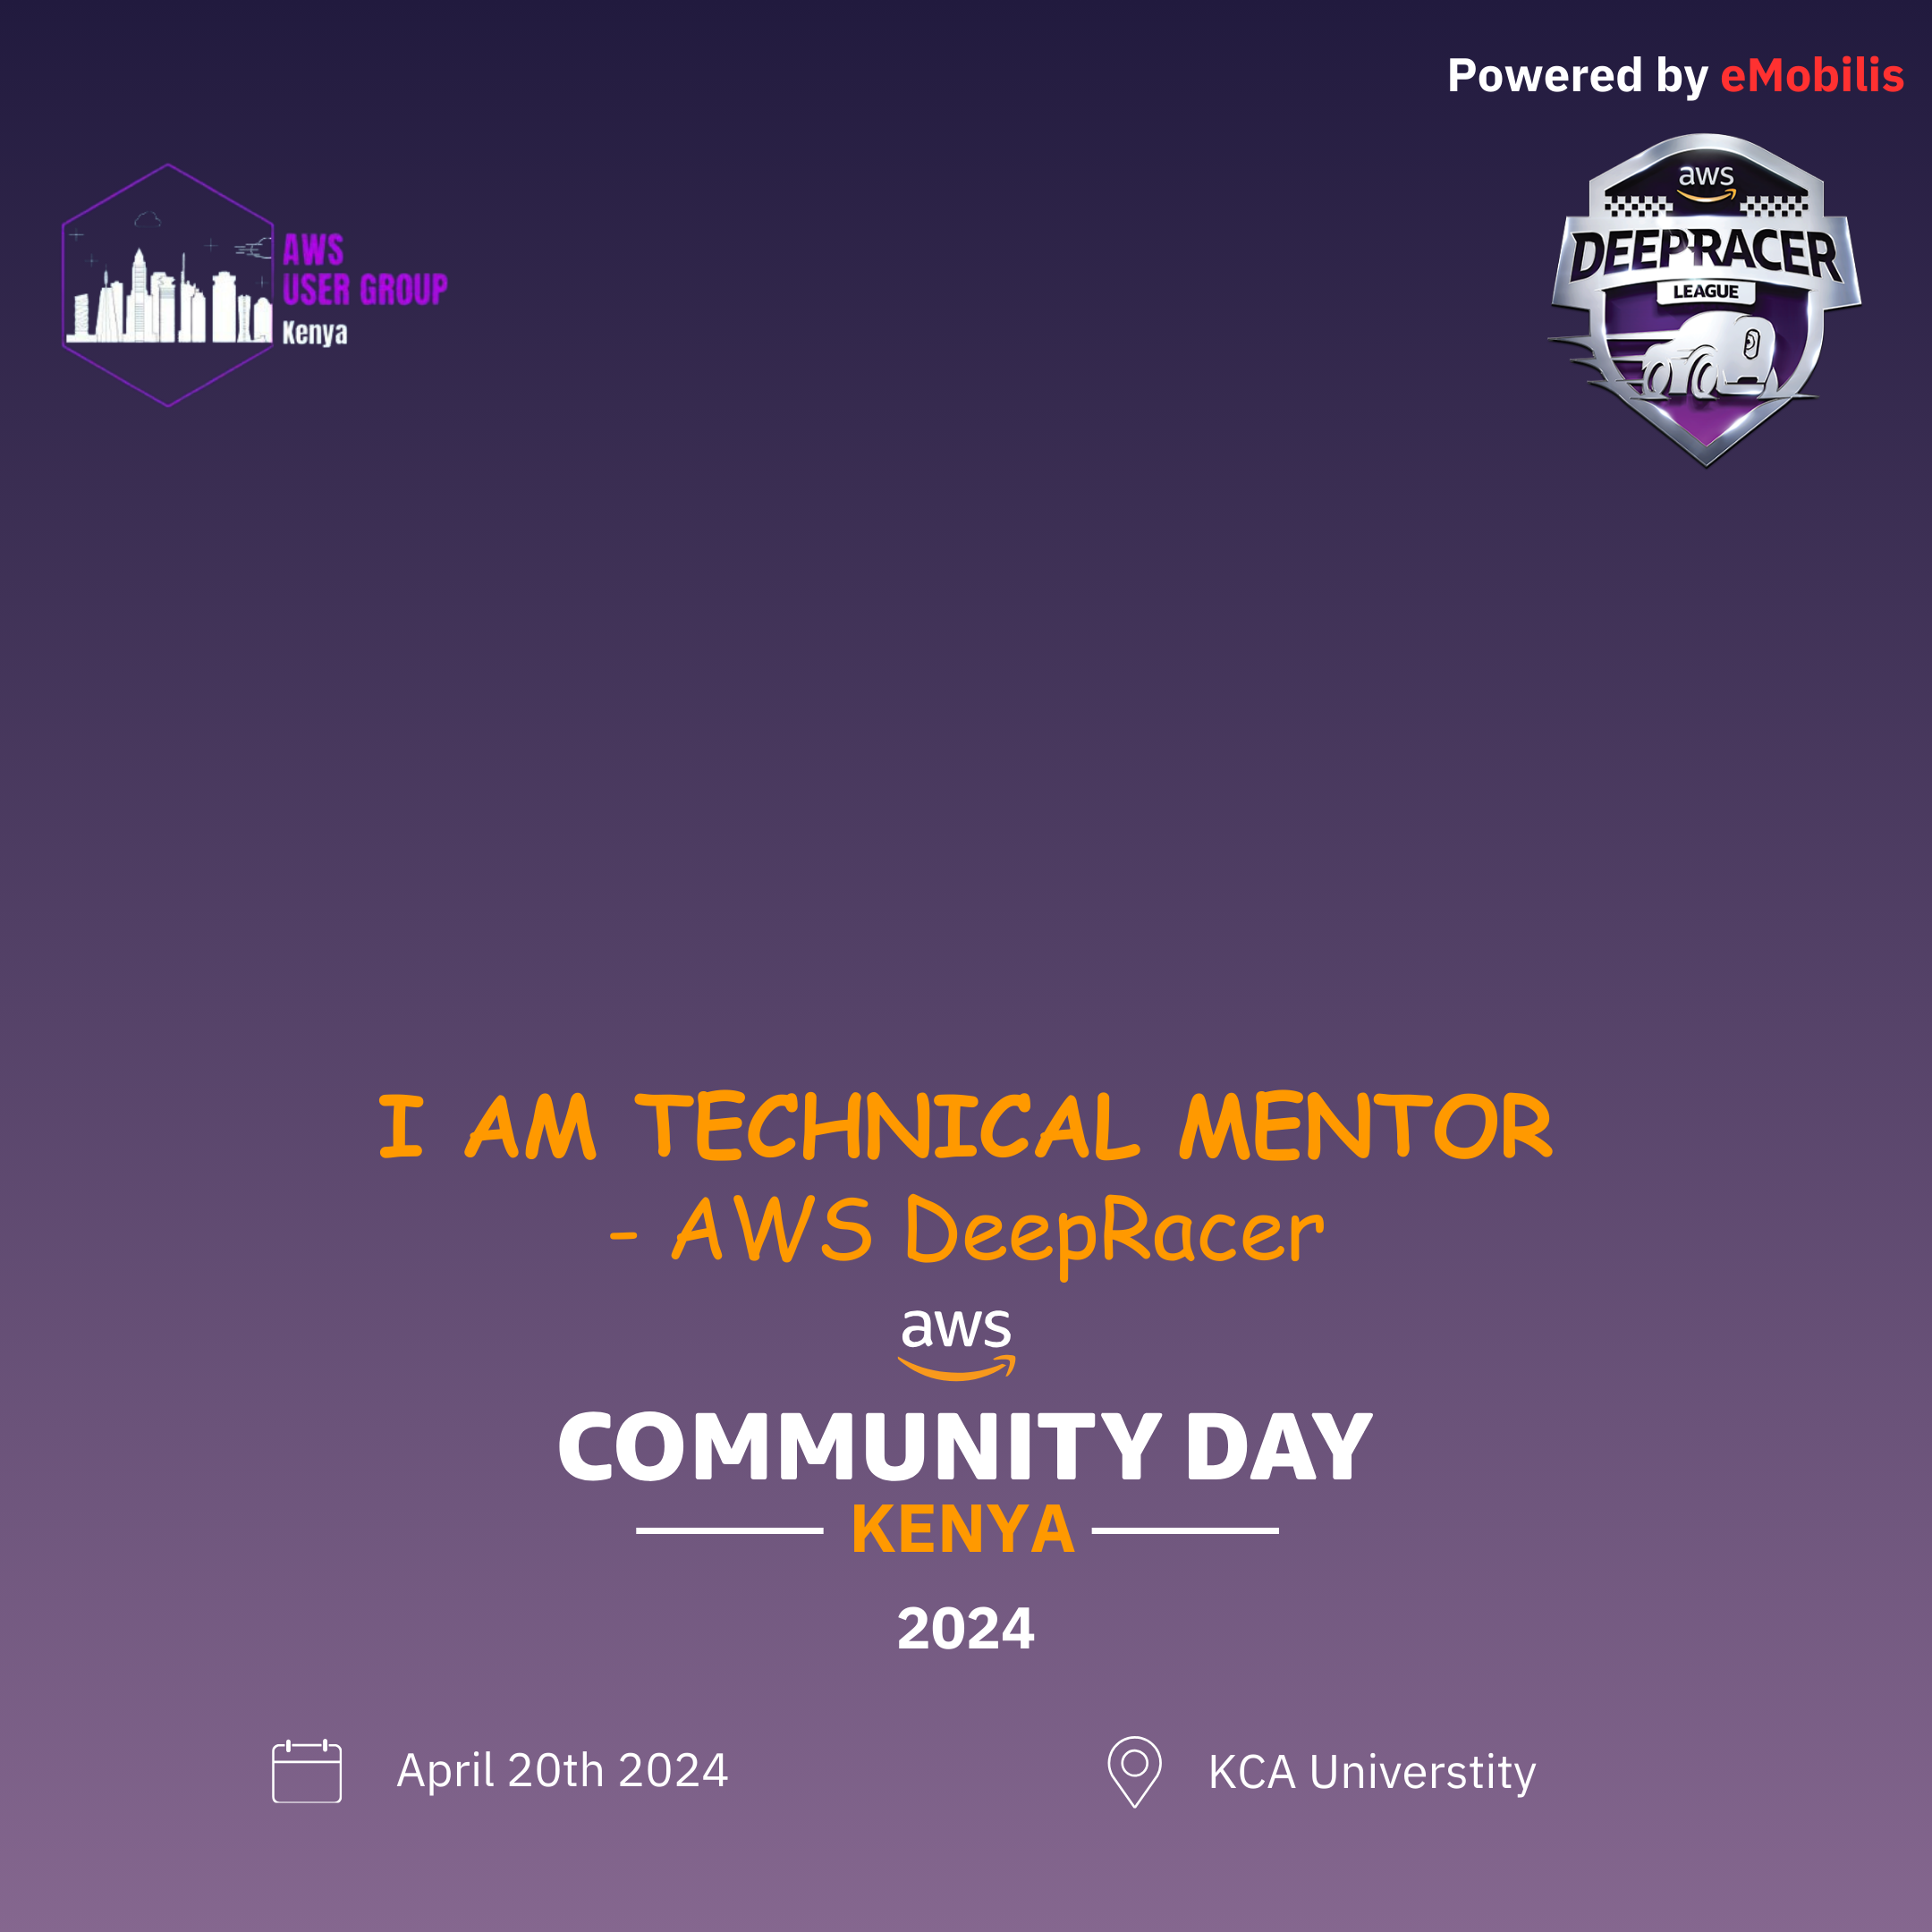 Powered by eMobilis
AWS
USER GROUP
Kenya
aws
DEEPRACER
LEAGUE
I AM TECHNICAL MENTOR
- AWS DeepRacer
aws
COMMUNITY DAY
KENYA
2024
April 20th 2024
KCA Universtity